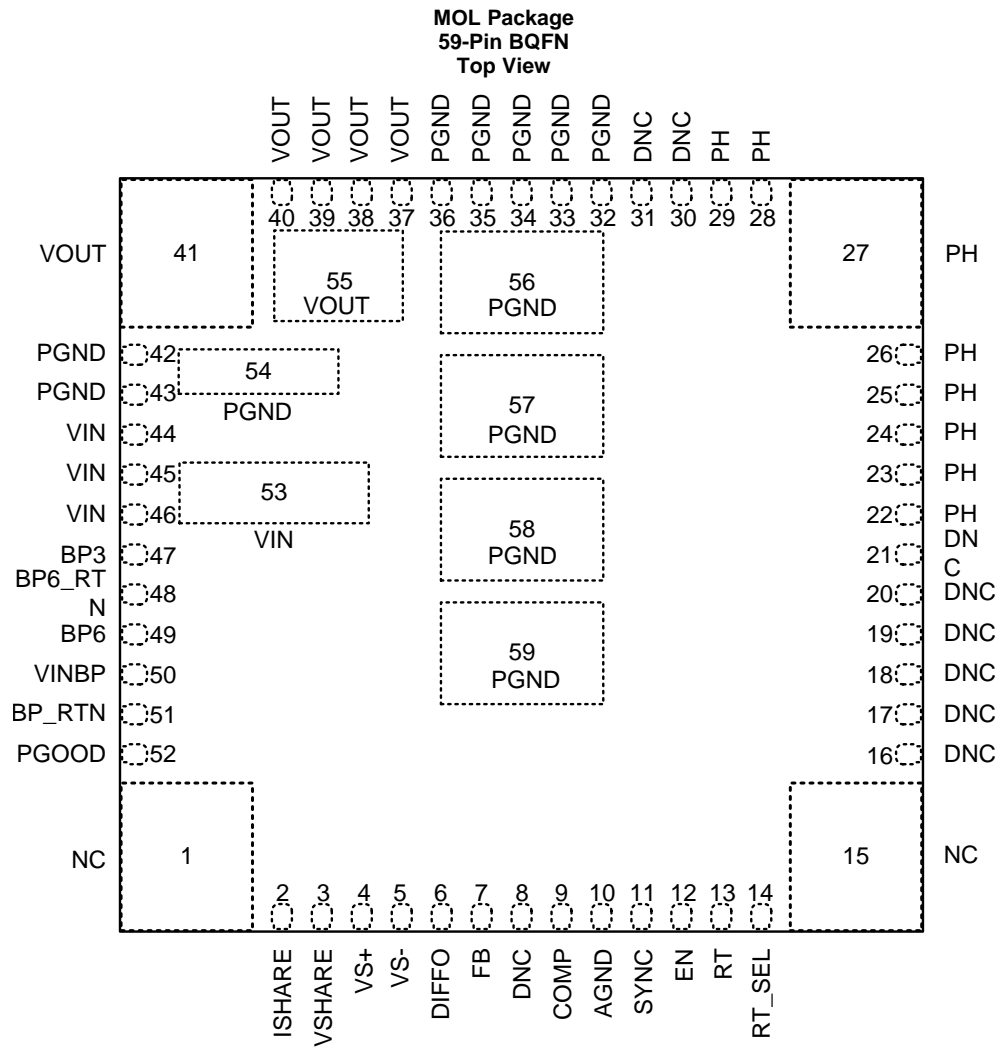 MOL Package
59-Pin BQFN
Top View
VOUT
VOUT
VOUT
VOUT
PGND
PGND
PGND
PGND
PGND
DNC
DNC
PH
PH
40 39 38 37 36 35 34 33 32 31 30 29 28
VOUT
41
55
VOUT
56
PGND
27
PH
PGND
42
54
PGND
26
PH
PGND
43
57
PGND
25
PH
VIN
44
24
PH
VIN
45
53
VIN
23
PH
VIN
46
58
PGND
22
PH
BP3
47
21
DN
C
BP6_RT
N
48
20
DNC
BP6
49
59
PGND
19
DNC
VINBP
50
18
DNC
BP_RTN
51
17
DNC
PGOOD
52
16
DNC
NC
1
15
NC
2 3 4 5 6 7 8 9 10 11 12 13 14
ISHARE
VSHARE
VS+
VS-
DIFFO
FB
DNC
COMP
AGND
SYNC
EN
RT
RT_SEL